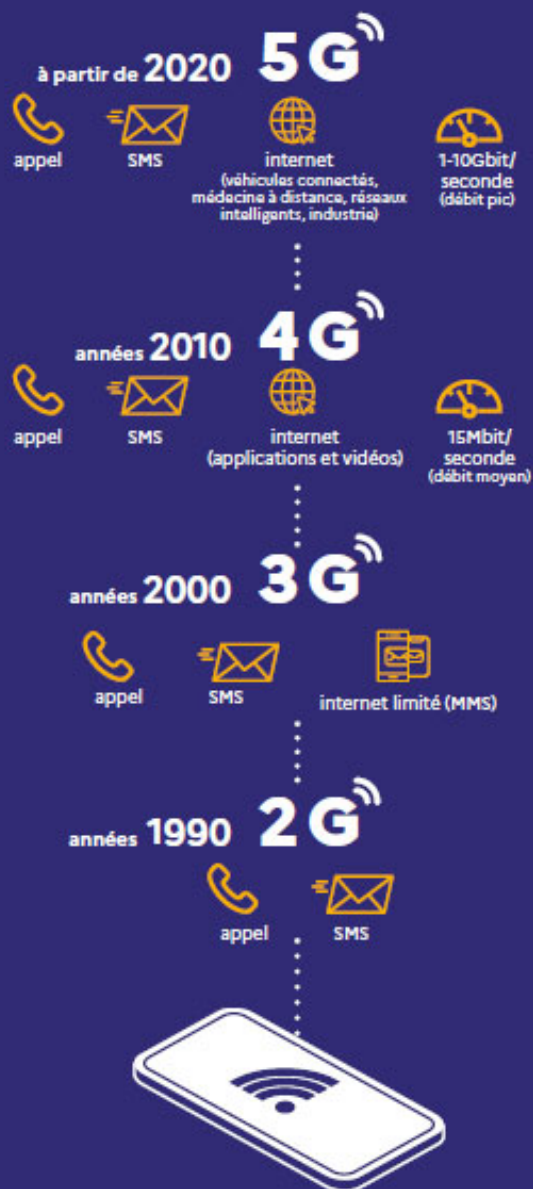 à partir de 2020 5G
appel
SMS
internet
(véhicules connectés,
médecine à distance, réseaux
intelligents, industrie)
1-10Gbit/
seconde
(débit pic)
années 2010 4G
appel
SMS
internet
(applications et vidéos)
15Mbit/
seconde
(débit moyen)
années 2000 3G
appel
SMS
internet limité (MMS)
années 1990 2G
appel
SMS